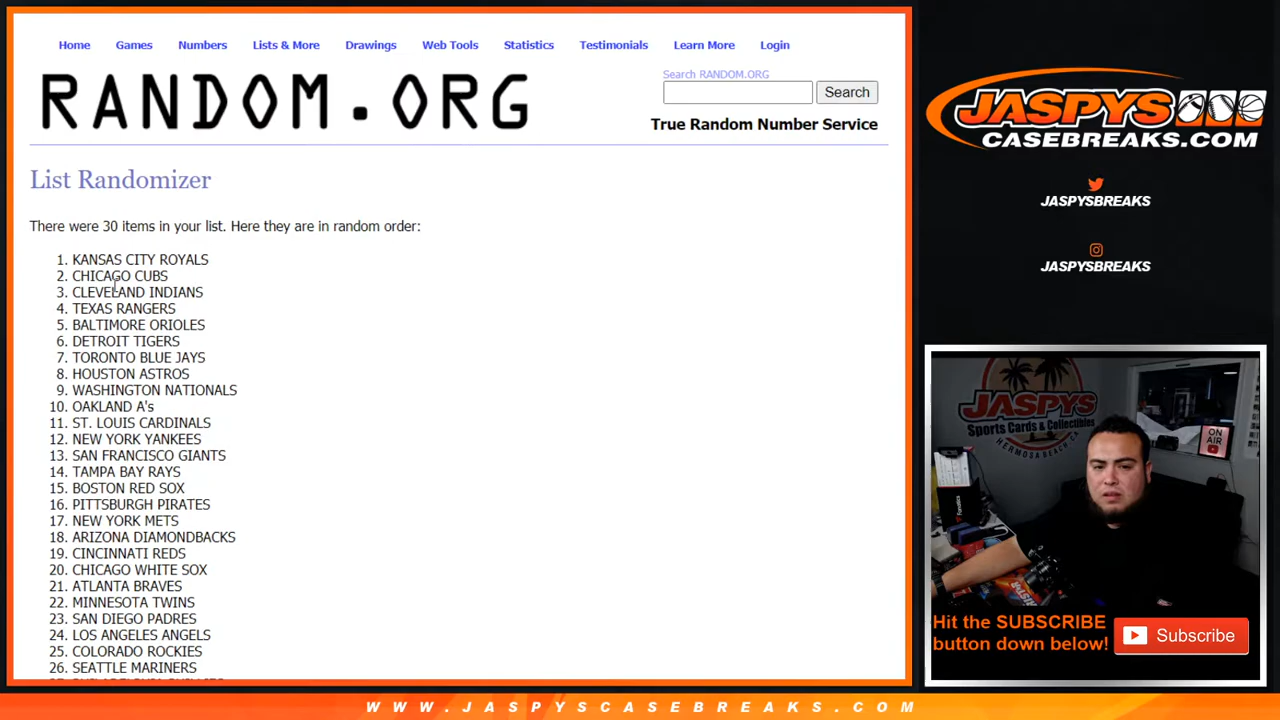 Home Games Numbers Lists & More Drawings Web Tools Statistics Testimonials Learn More Login
RANDOM.ORG
Search RANDOM.ORG
Search
True Random Number Service
List Randomizer
There were 30 items in your list. Here they are in random order:
1. KANSAS CITY ROYALS
2. CHICAGO CUBS
3. CLEVELAND INDIANS
4. TEXAS RANGERS
5. BALTIMORE ORIOLES
6. DETROIT TIGERS
7. TORONTO BLUE JAYS
8. HOUSTON ASTROS
9. WASHINGTON NATIONALS
10. OAKLAND A's
11. ST. LOUIS CARDINALS
12. NEW YORK YANKEES
13. SAN FRANCISCO GIANTS
14. TAMPA BAY RAYS
15. BOSTON RED SOX
16. PITTSBURGH PIRATES
17. NEW YORK METS
18. ARIZONA DIAMONDBACKS
19. CINCINNATI REDS
20. CHICAGO WHITE SOX
21. ATLANTA BRAVES
22. MINNESOTA TWINS
23. SAN DIEGO PADRES
24. LOS ANGELES ANGELS
25. COLORADO ROCKIES
26. SEATTLE MARINERS
JASPYS
CASEBREAKS.COM
JASPYSBREAKS
JASPYSBREAKS
JASPYS
Sports Cards & Collectibles
HERMOSA BEACH, CA
ON AIR
Fanatics
Hit the SUBSCRIBE
button down below!
Subscribe
WWW.JASPYSCASEBREAKS.COM